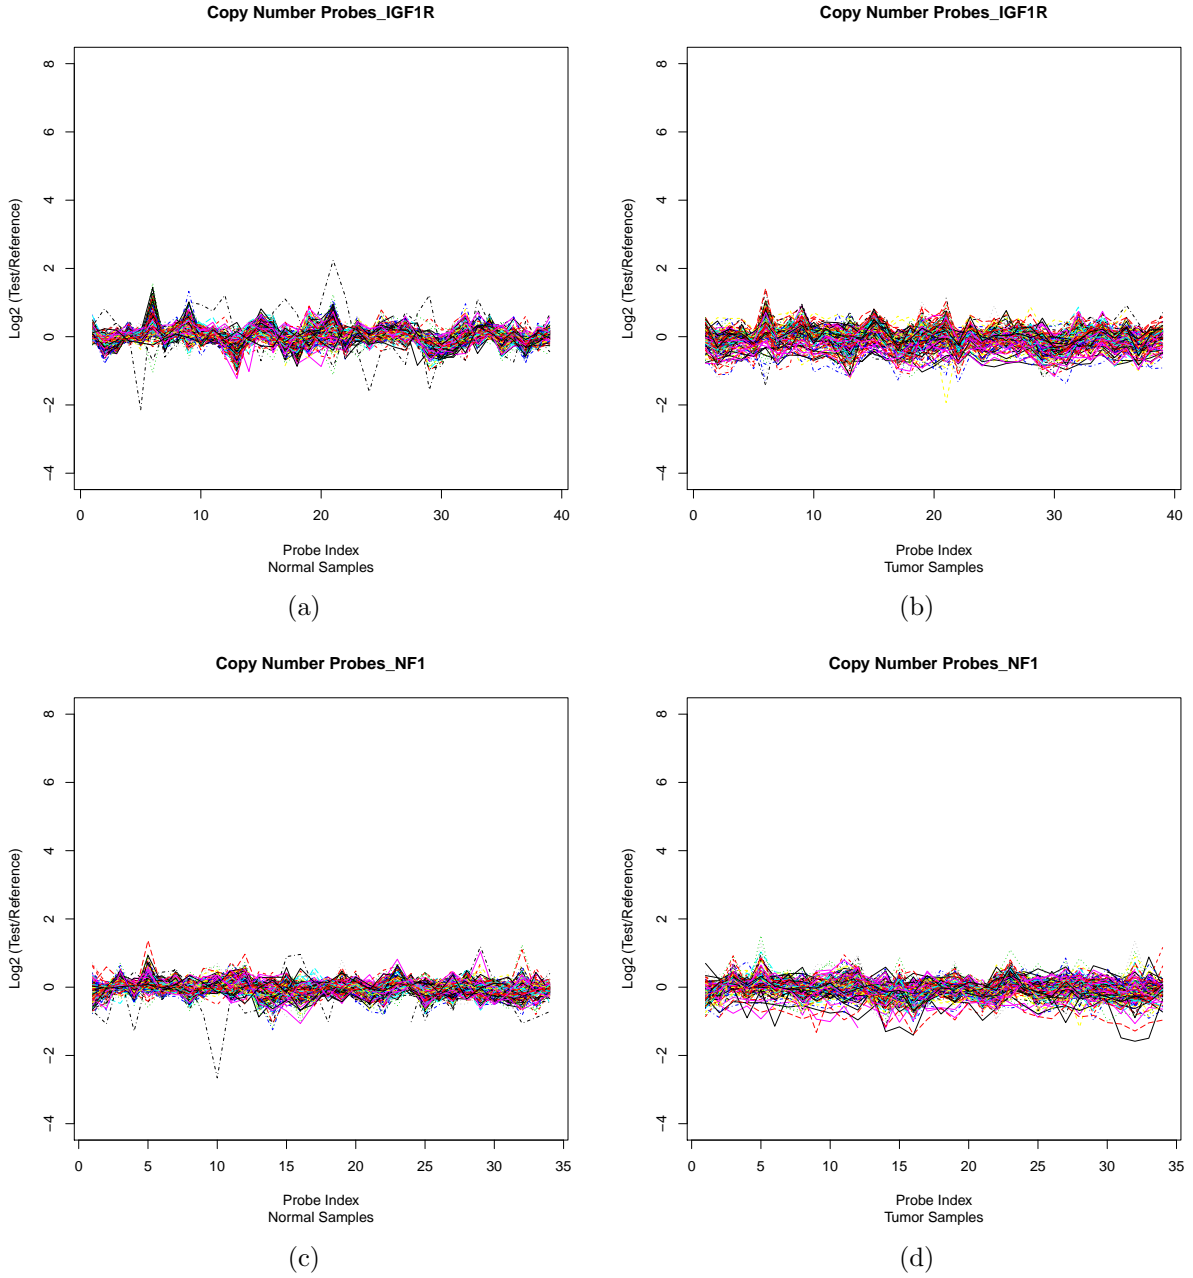 Copy Number Probes_IGF1R
Log2 (Test/Reference)
8
6
4
2
0
−2
−4
0 10 20 30 40
Probe Index
Normal Samples
(a)
Copy Number Probes_IGF1R
Log2 (Test/Reference)
8
6
4
2
0
−2
−4
0 10 20 30 40
Probe Index
Tumor Samples
(b)
Copy Number Probes_NF1
Log2 (Test/Reference)
8
6
4
2
0
−2
−4
0 5 10 15 20 25 30 35
Probe Index
Normal Samples
(c)
Copy Number Probes_NF1
Log2 (Test/Reference)
8
6
4
2
0
−2
−4
0 5 10 15 20 25 30 35
Probe Index
Tumor Samples
(d)